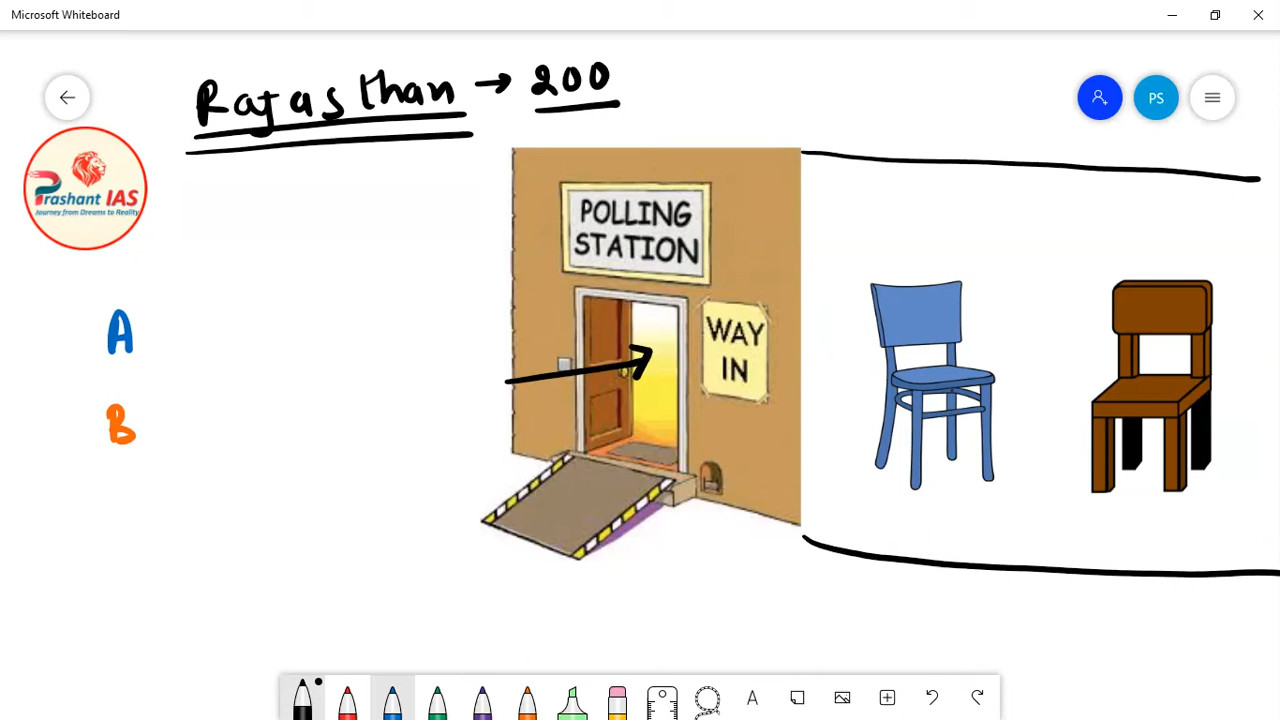 Microsoft Whiteboard
Rajasthan → 200
PS
Prashant IAS
Journey from Dreams to Reality
POLLING
STATION
WAY
IN
A
B
A